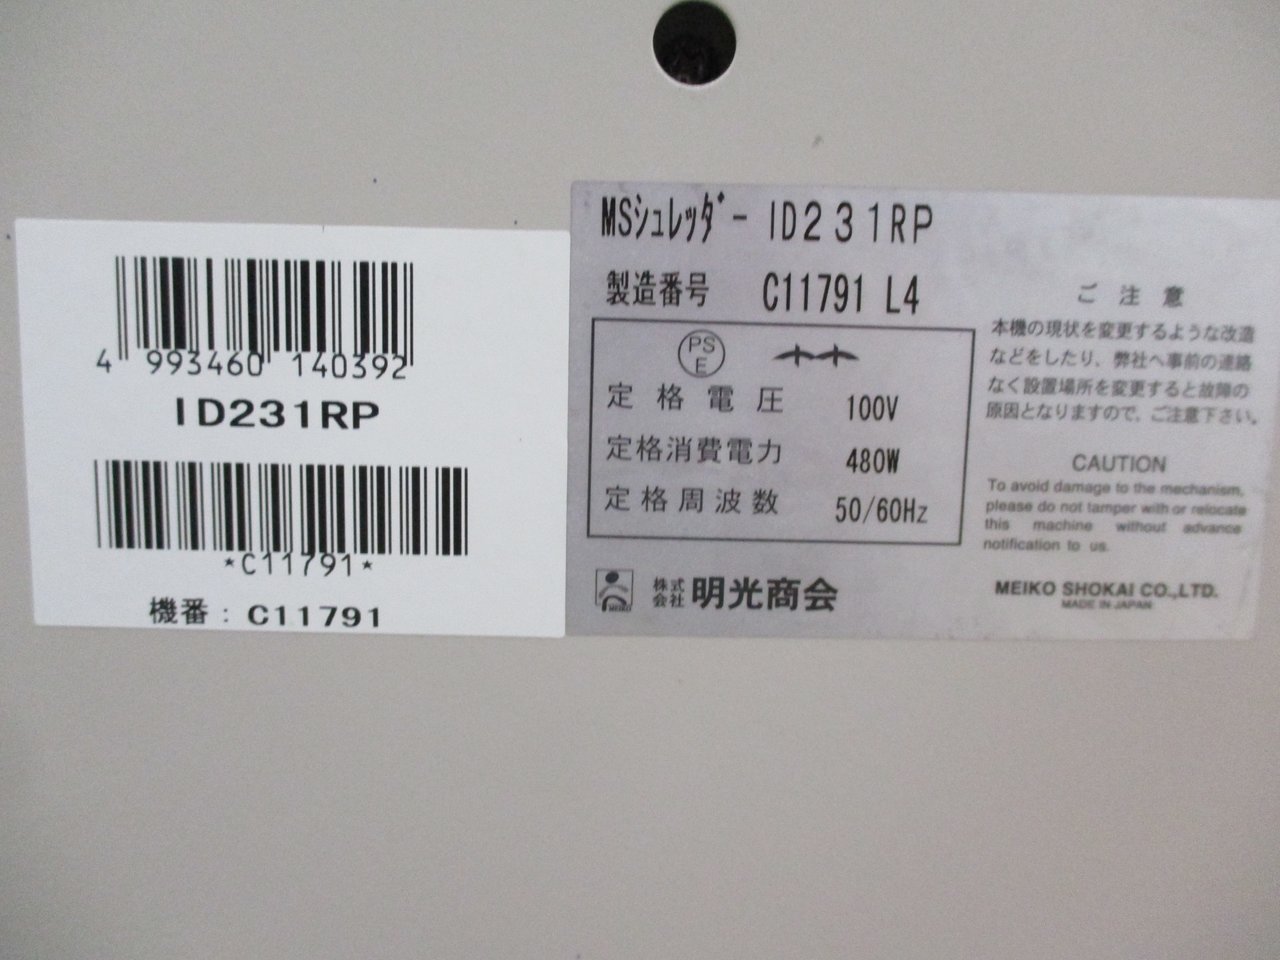 4 993460 140392
ID231RP
*C11791*
機番: C11791
MSシュレッダー ID231RP
製造番号 C11791 L4
PS
E
定格電圧 100V
定格消費電力 480W
定格周波数 50/60Hz
MEIKO
株式
会社 明光商会
ご注意
本機の現状を変更するような改造
などをしたり、弊社へ事前の連絡
なく設置場所を変更すると故障の
原因となりますので、ご注意下さい。
CAUTION
To avoid damage to the mechanism,
please do not tamper with or relocate
this machine without advance
notification to us.
MEIKO SHOKAI CO.,LTD.
MADE IN JAPAN